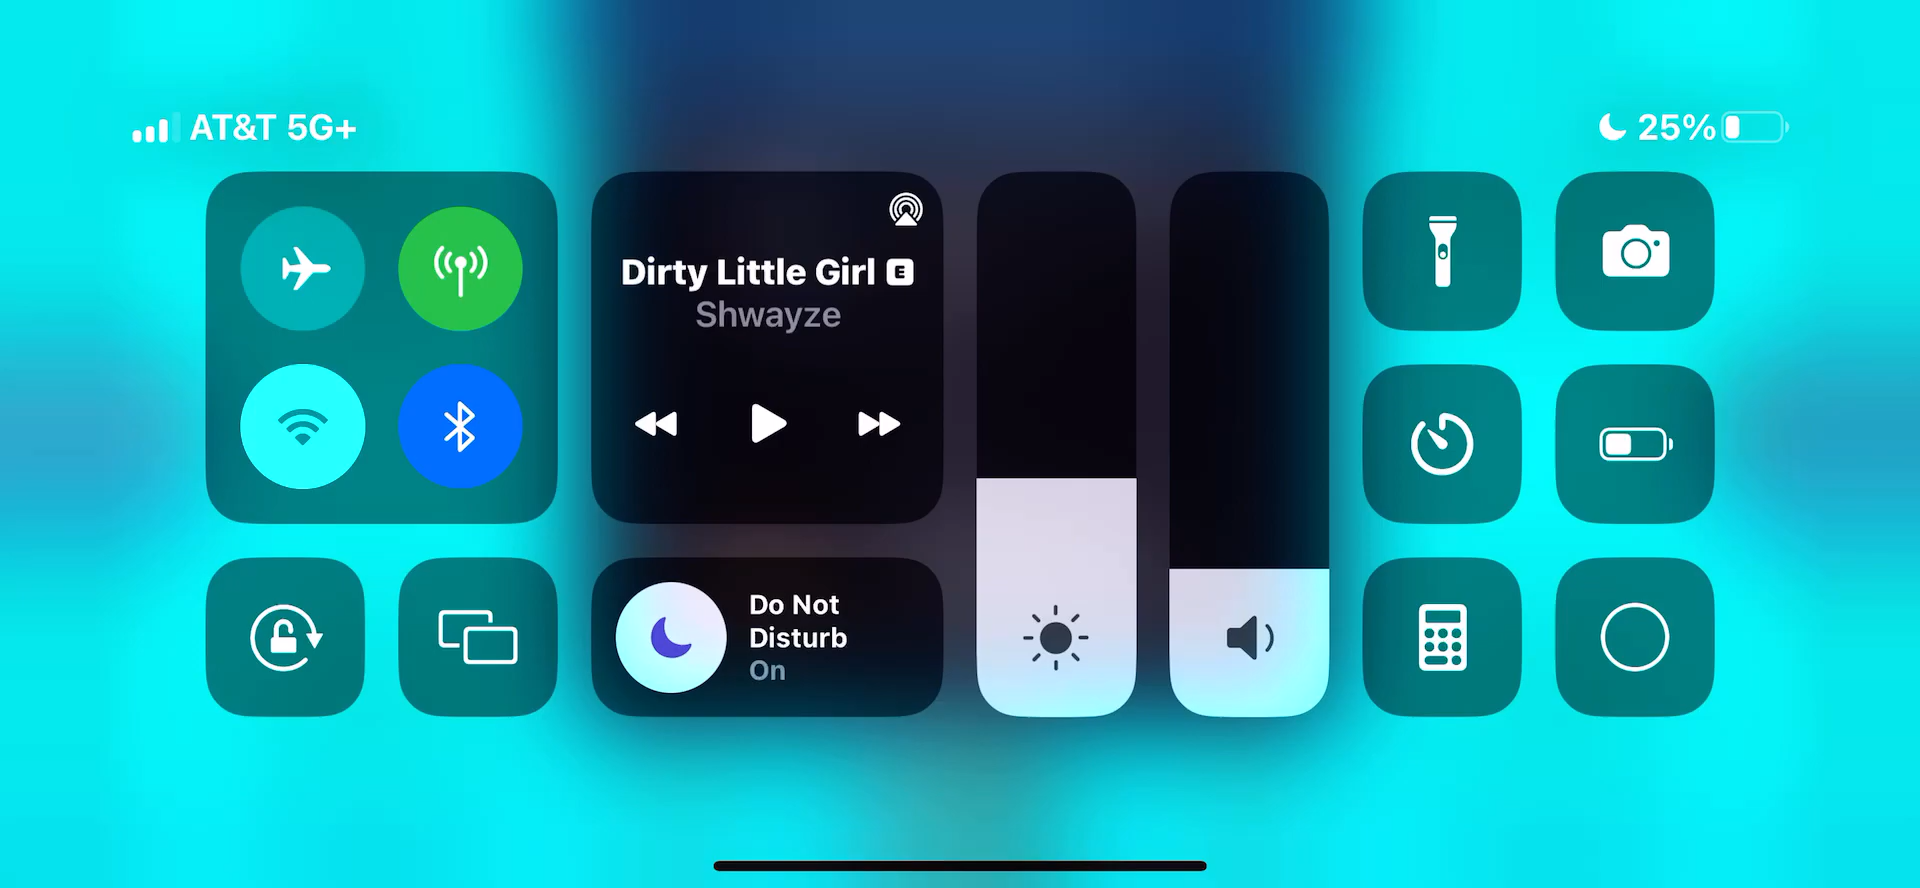 AT&T 5G+
25%
Dirty Little Girl E
Shwayze
Do Not
Disturb
On